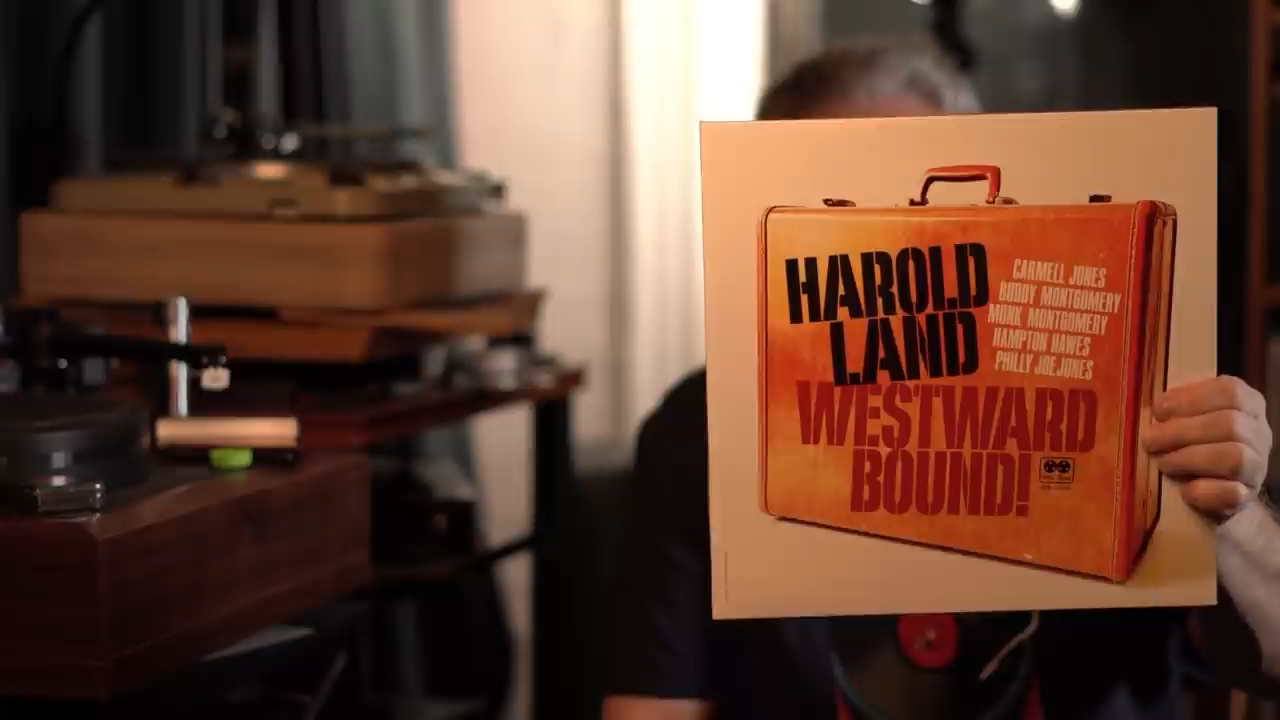 HAROLD
LAND
WESTWARD
BOUND!
CARMELL JONES
BUDDY MONTGOMERY
MONK MONTGOMERY
HAMPTON HAWES
PHILLY JOE JONES